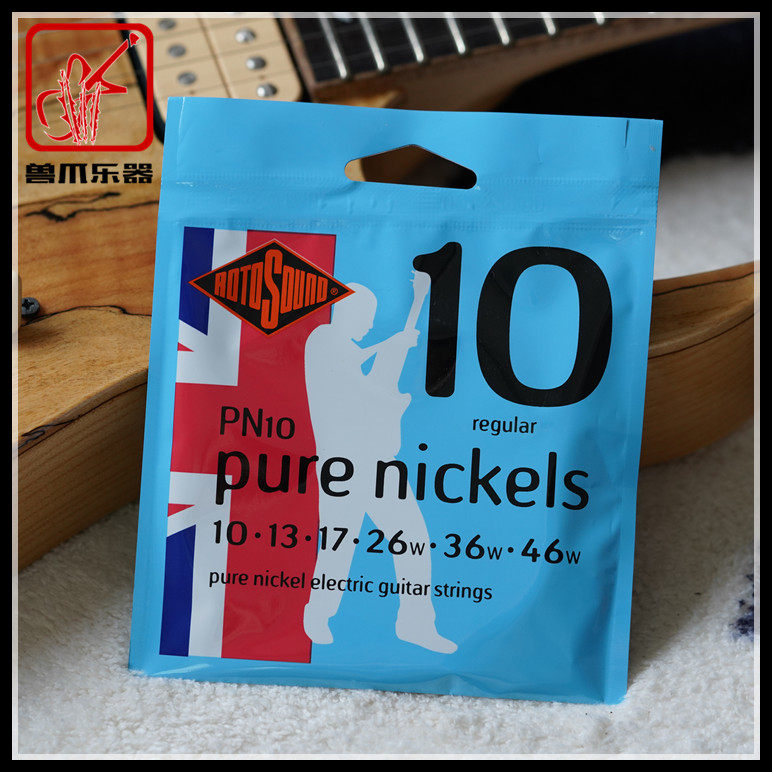 兽爪乐器
ROTOSOUND®
10
regular
PN10
pure nickels
10·13·17·26w·36w·46w
pure nickel electric guitar strings